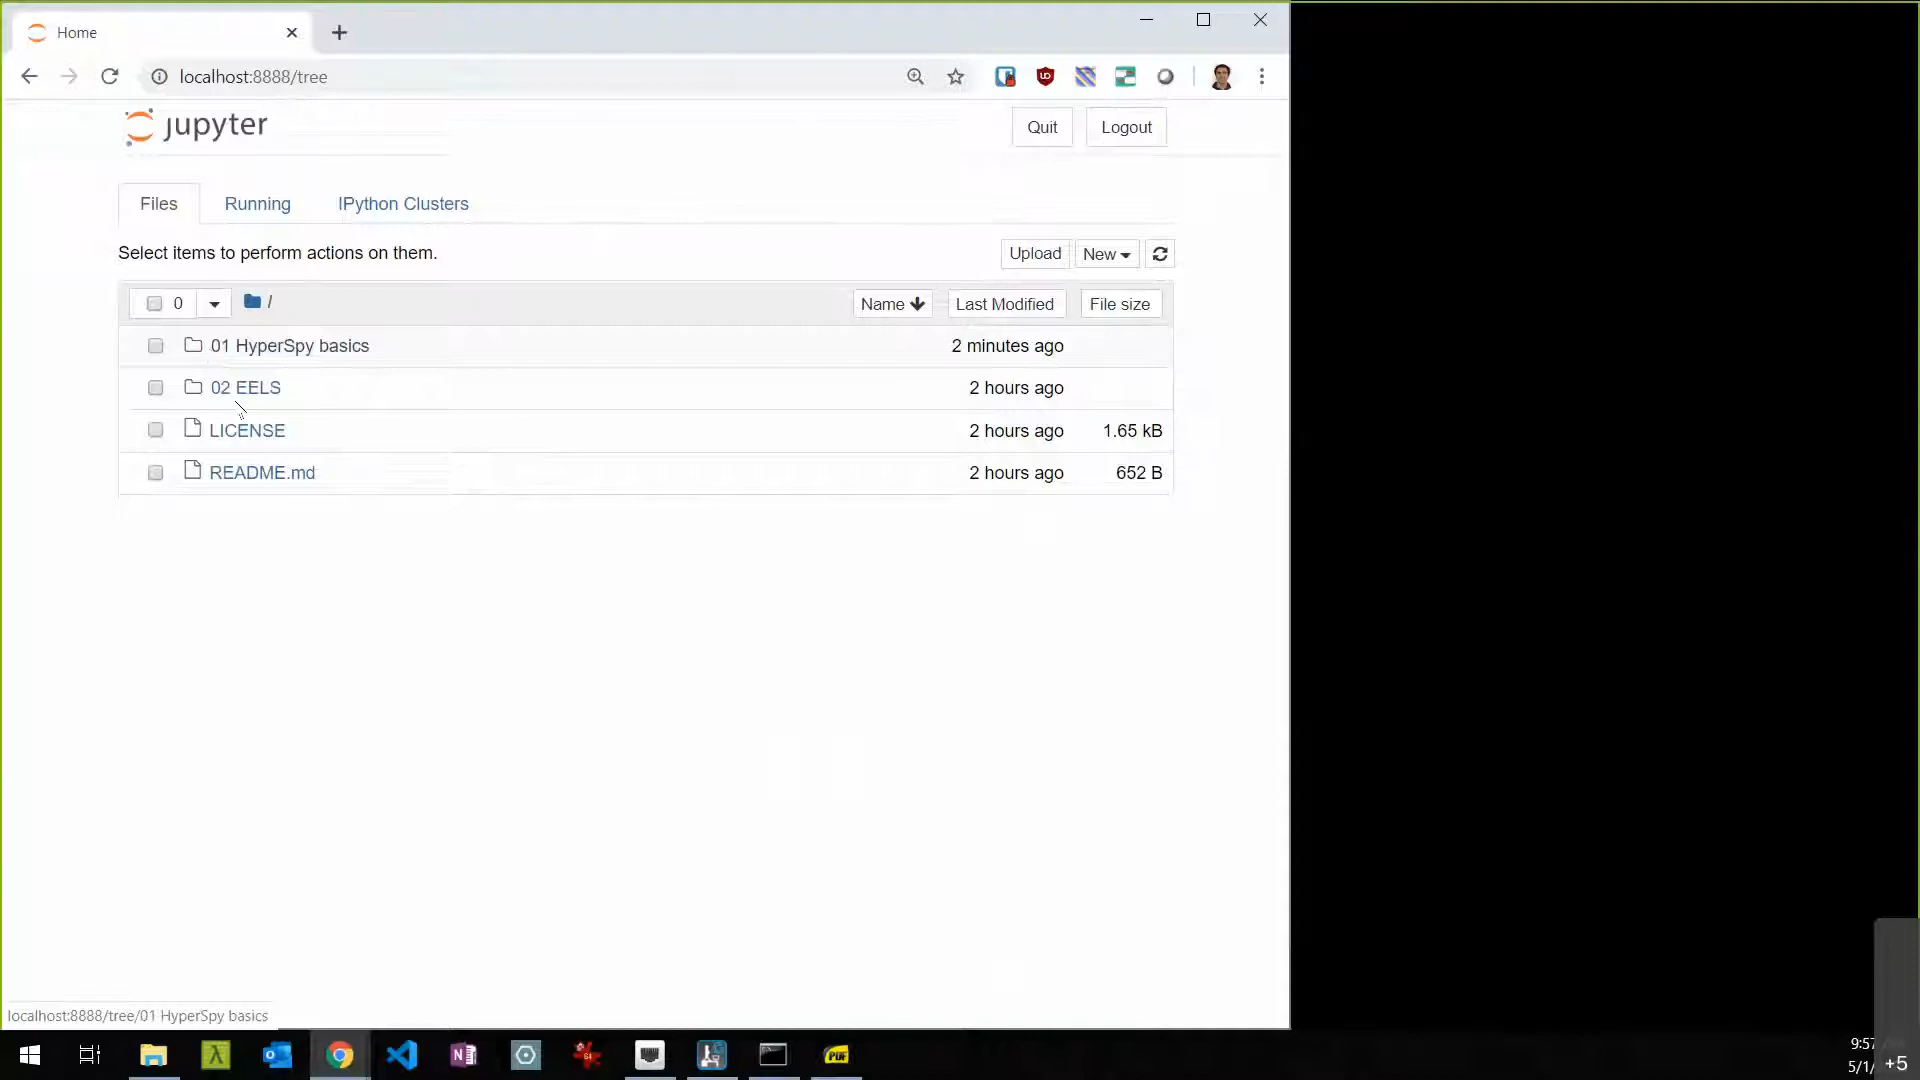 Home
localhost:8888/tree
jupyter
Quit
Logout
Files
Running
IPython Clusters
Select items to perform actions on them.
Upload
New
0
/
Name
Last Modified
File size
01 HyperSpy basics
2 minutes ago
02 EELS
2 hours ago
LICENSE
2 hours ago
1.65 kB
README.md
2 hours ago
652 B
localhost:8888/tree/01 HyperSpy basics
9:57
5/1/
+5